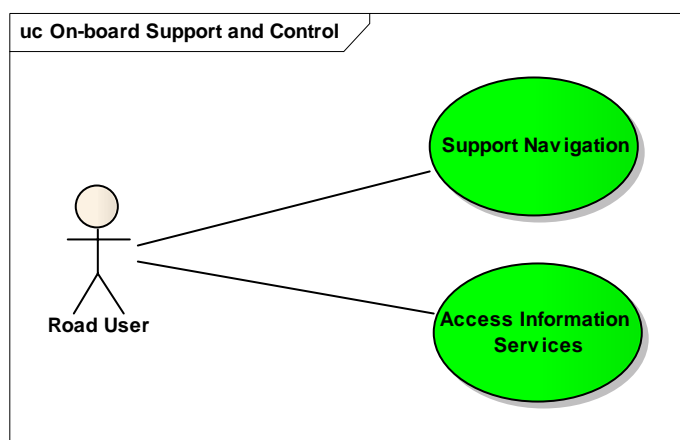 uc On-board Support and Control
Support Navigation
Road User
Access Information
Services